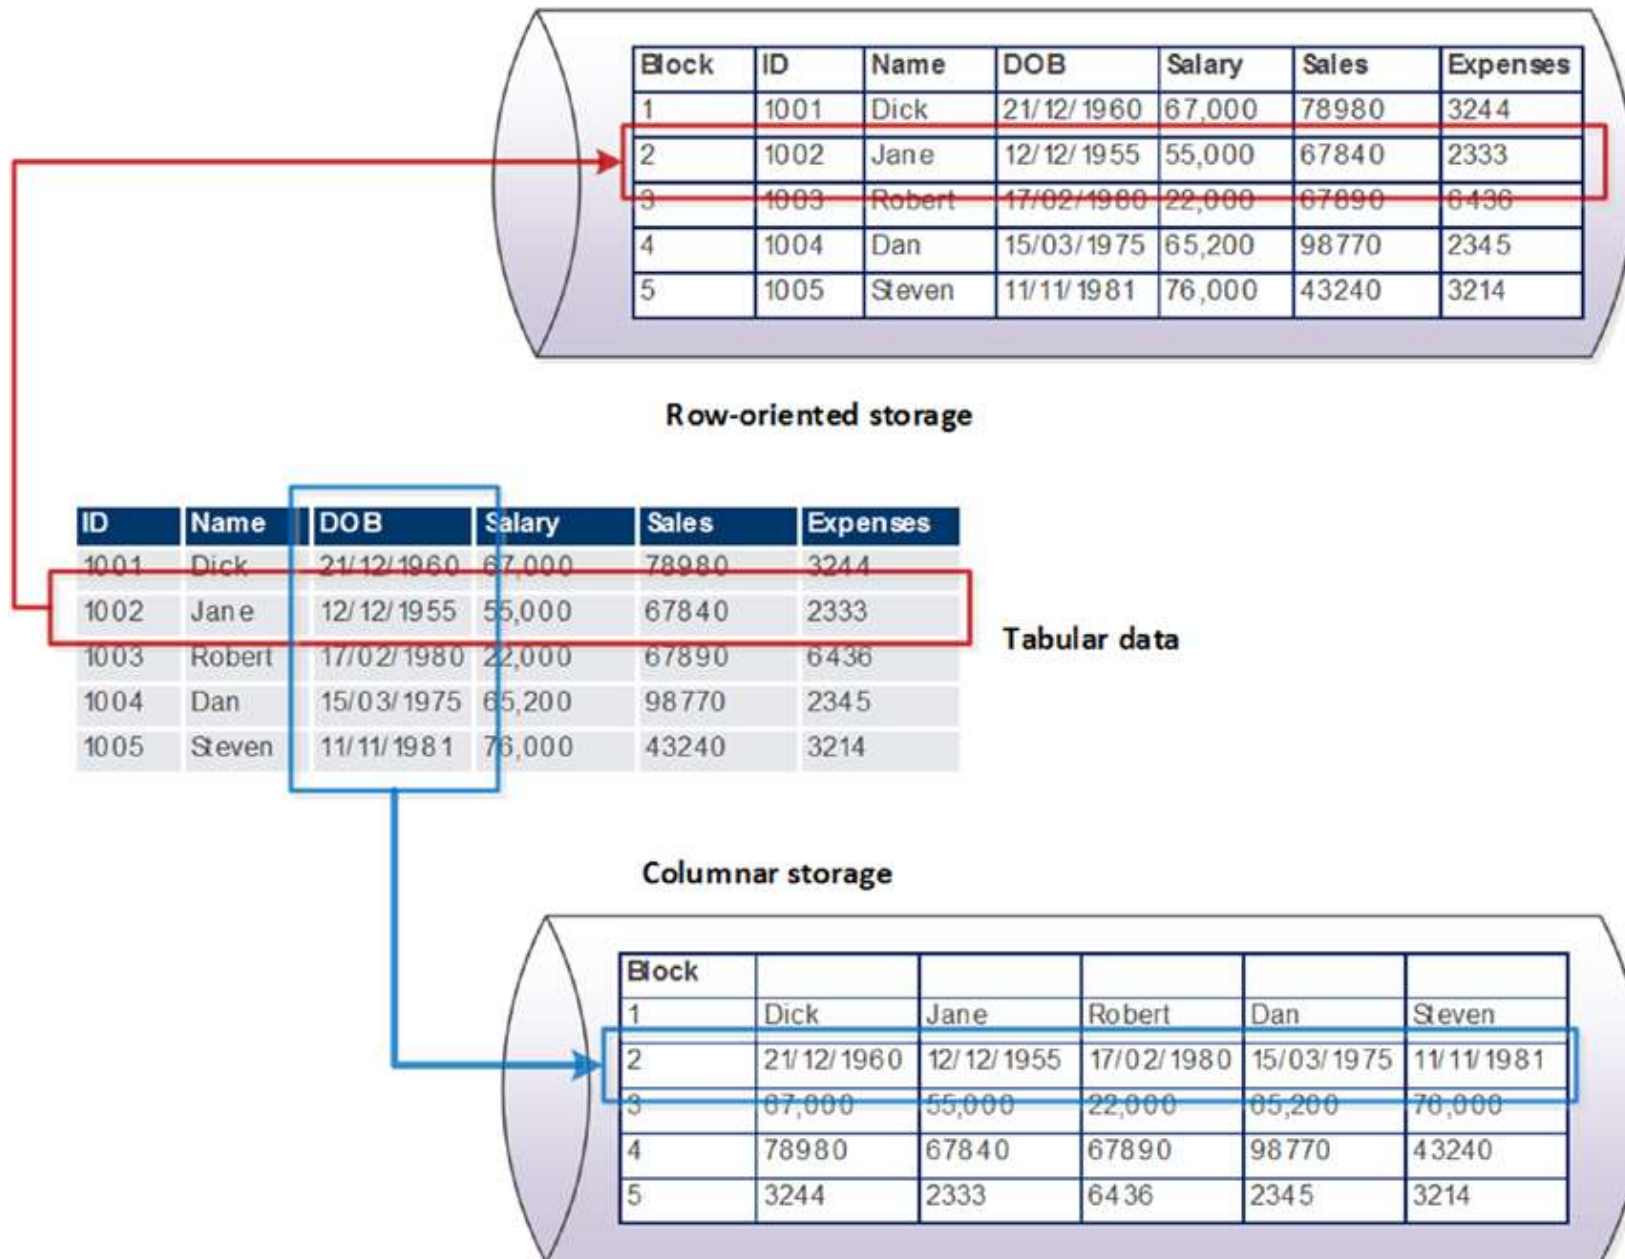 Block ID Name DOB Salary Sales Expenses
1 1001 Dick 21/12/1960 67,000 78980 3244
2 1002 Jane 12/12/1955 55,000 67840 2333
3 1003 Robert 17/02/1980 22,000 67890 6436
4 1004 Dan 15/03/1975 65,200 98770 2345
5 1005 Steven 11/11/1981 76,000 43240 3214
Row-oriented storage
ID Name DOB Salary Sales Expenses
1001 Dick 21/12/1960 67,000 78980 3244
1002 Jane 12/12/1955 55,000 67840 2333
1003 Robert 17/02/1980 22,000 67890 6436
1004 Dan 15/03/1975 65,200 98770 2345
1005 Steven 11/11/1981 76,000 43240 3214
Tabular data
Columnar storage
Block
1 Dick Jane Robert Dan Steven
2 21/12/1960 12/12/1955 17/02/1980 15/03/1975 11/11/1981
3 67,000 55,000 22,000 65,200 76,000
4 78980 67840 67890 98770 43240
5 3244 2333 6436 2345 3214